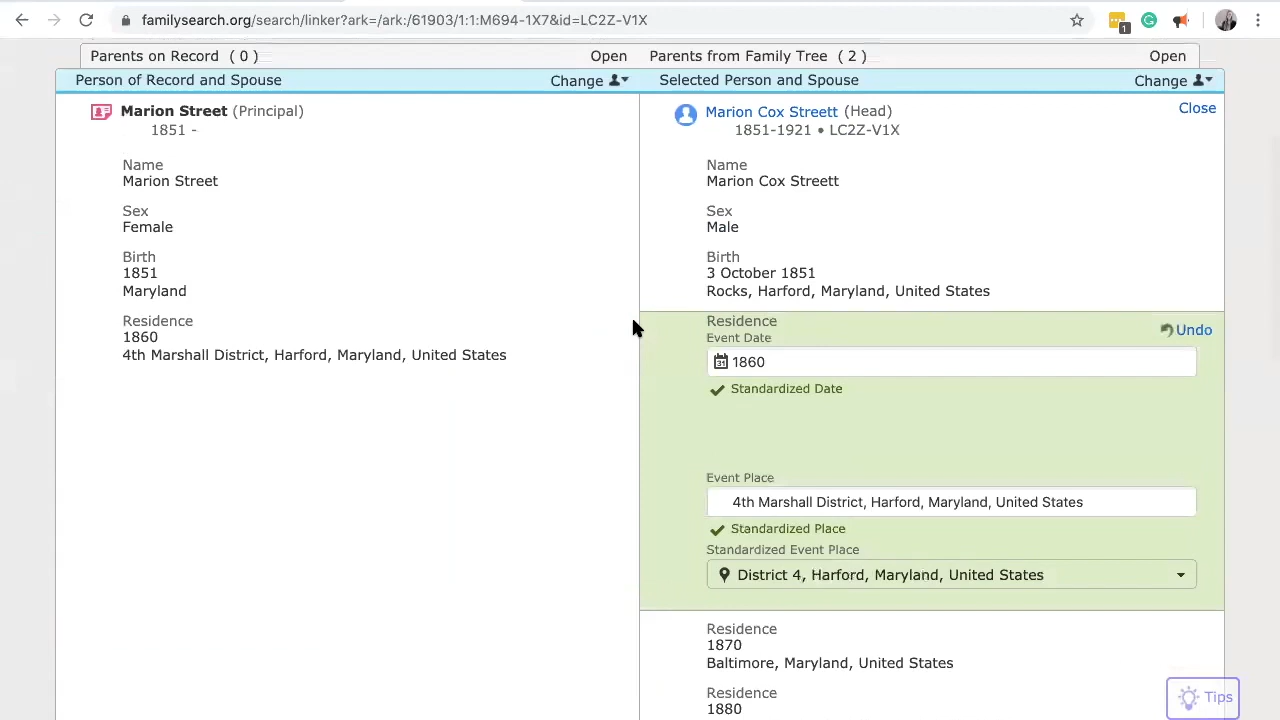 familysearch.org/search/linker?ark=/ark:/61903/1:1:M694-1X7&id=LC2Z-V1X
1
Parents on Record ( 0 ) Open Parents from Family Tree ( 2 ) Open
Person of Record and Spouse Change Selected Person and Spouse Change
Marion Street (Principal)
1851 -
Name
Marion Street
Sex
Female
Birth
1851
Maryland
Residence
1860
4th Marshall District, Harford, Maryland, United States
Marion Cox Streett (Head) Close
1851-1921 • LC2Z-V1X
Name
Marion Cox Streett
Sex
Male
Birth
3 October 1851
Rocks, Harford, Maryland, United States
Residence
Undo
Event Date
31 1860
Standardized Date
Event Place
4th Marshall District, Harford, Maryland, United States
Standardized Place
Standardized Event Place
District 4, Harford, Maryland, United States
Residence
1870
Baltimore, Maryland, United States
Residence
1880
Tips